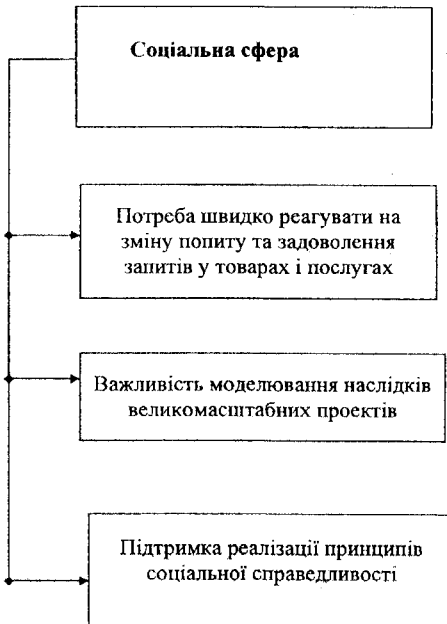 Соціальна сфера
Потреба швидко реагувати на
зміну попиту та задоволення
запитів у товарах і послугах
Важливість моделювання наслідків
великомасштабних проектів
Підтримка реалізації принципів
соціальної справедливості